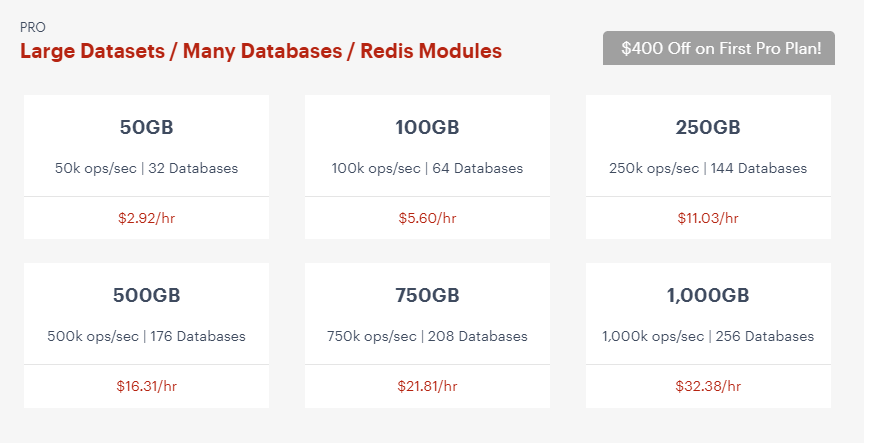 PRO
Large Datasets / Many Databases / Redis Modules
$400 Off on First Pro Plan!
50GB
50k ops/sec | 32 Databases
$2.92/hr
100GB
100k ops/sec | 64 Databases
$5.60/hr
250GB
250k ops/sec | 144 Databases
$11.03/hr
500GB
500k ops/sec | 176 Databases
$16.31/hr
750GB
750k ops/sec | 208 Databases
$21.81/hr
1,000GB
1,000k ops/sec | 256 Databases
$32.38/hr